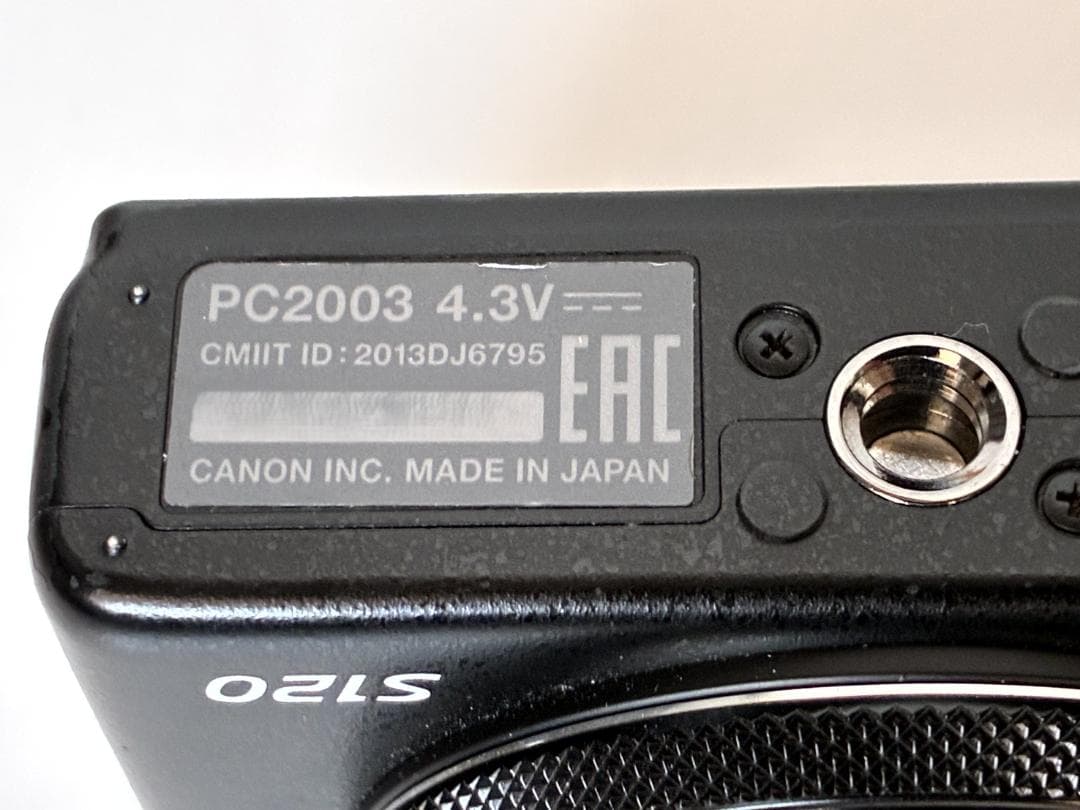 PC2003 4.3V
CMIIT ID : 2013DJ6795
EAC
CANON INC. MADE IN JAPAN
S120